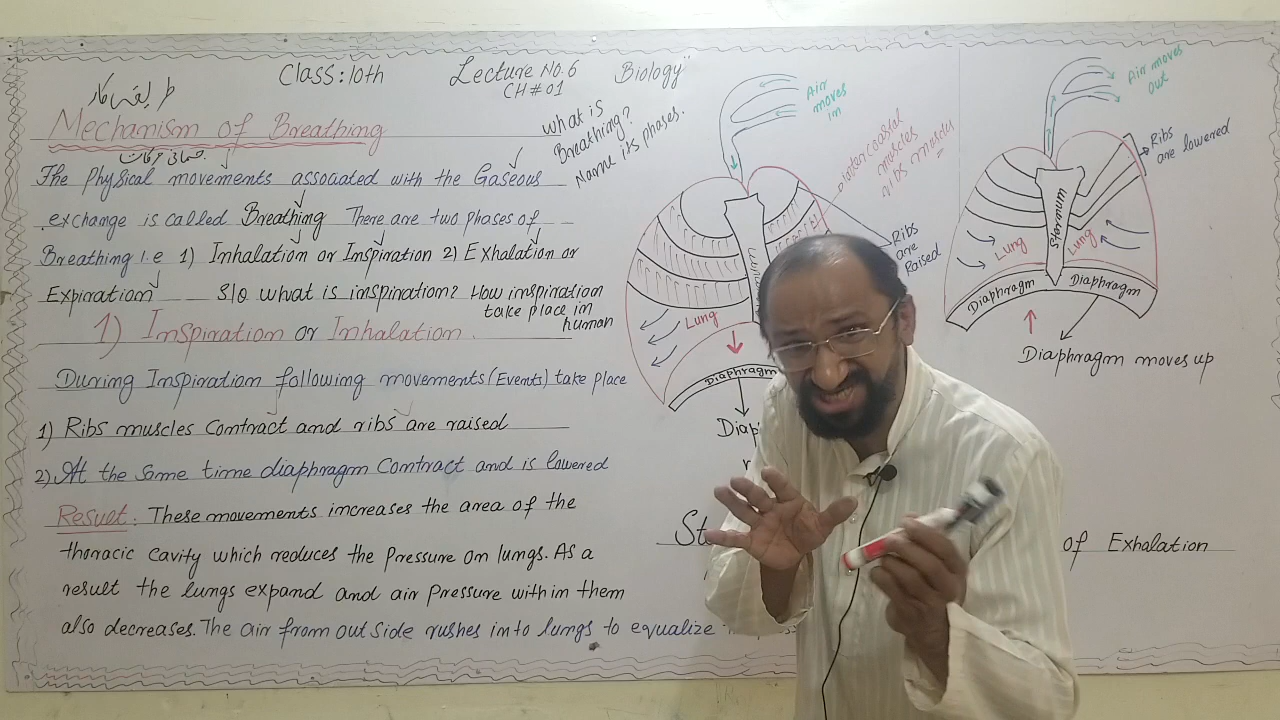 Class: 10th Lecture No. 6 Biology"
CH # 01
طریقہ کار
Mechanism of Breathing
What is
Breathing?
Name its phases.
جسمانی حرکات
The Physical movements associated with the Gaseous
exchange is called Breathing There are two phases of
Breathing i.e 1) Inhalation or Inspiration 2) Exhalation or
Expiration S/Q what is inspiration? How inspiration
take place in
human
1) Inspiration or Inhalation.
During Inspiration following movements (Events) take place
1) Ribs muscles Contract and ribs are raised
2) At the Same time diaphragm Contract and is lowered
Result: These movements increases the area of the
thoracic cavity which reduces the Pressure on lungs. As a
result the lungs expand and air Pressure within them
also decreases. The air from out side rushes into lungs to equalize
Air
moves
in
intercoastal
muscles
ribs muscles
Ribs
are
Raised
Lung
Diaphragm
Air moves
out
Ribs
are lowered
Lung
Lung
Diaphragm
Diaphragm
Diaphragm moves up
of Exhalation